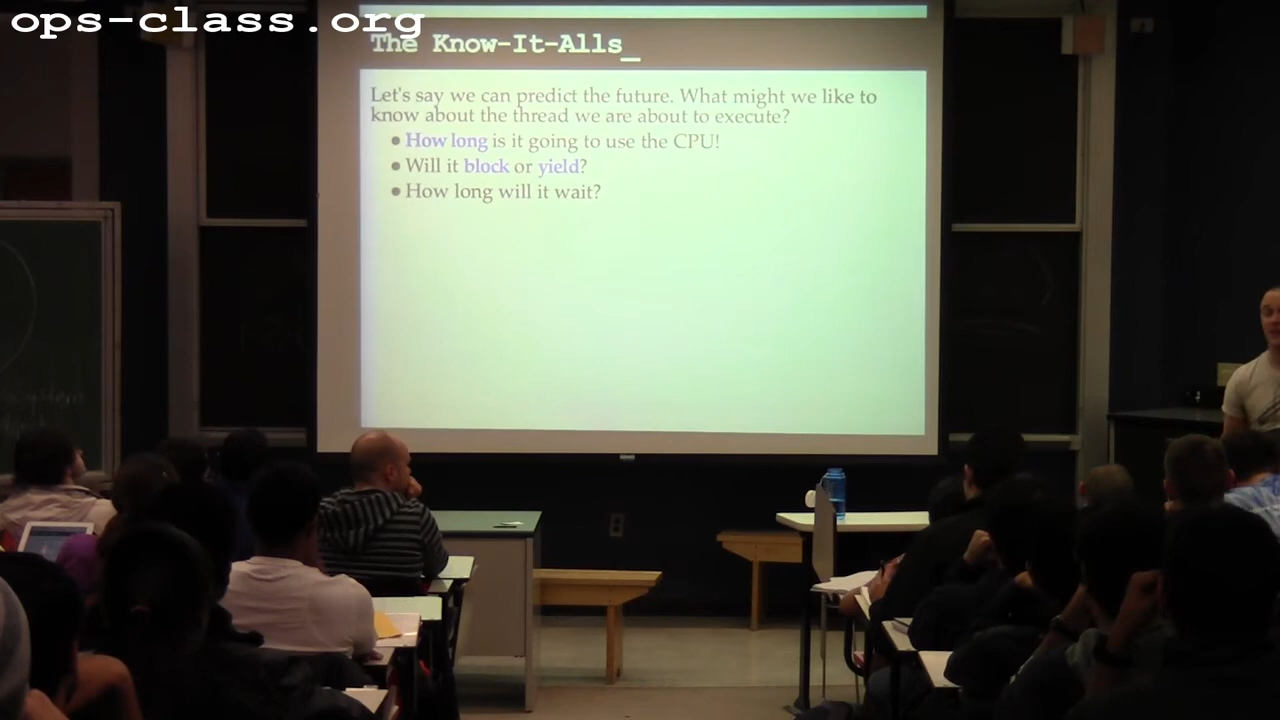 ops-class.org
The Know-It-Alls_
Let's say we can predict the future. What might we like to
know about the thread we are about to execute?
• How long is it going to use the CPU!
• Will it block or yield?
• How long will it wait?